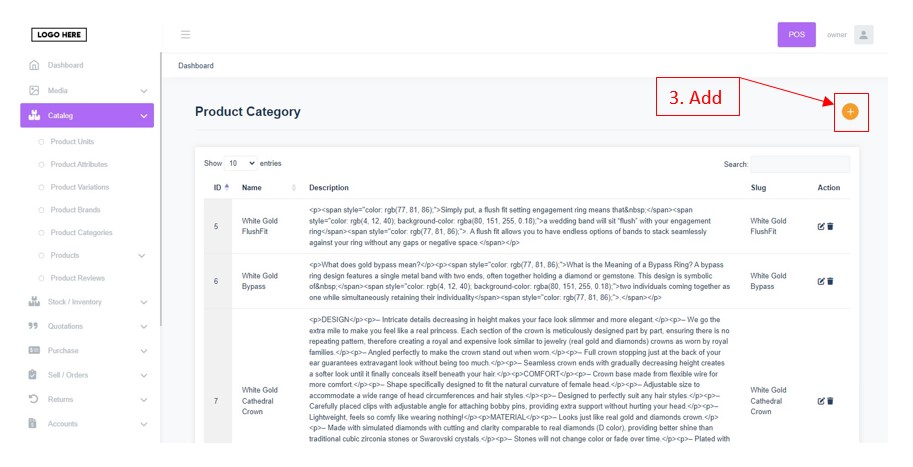 LOGO HERE
POS
owner
Dashboard
Media
Catalog
Product Units
Product Attributes
Product Variations
Product Brands
Product Categories
Products
Product Reviews
Stock / Inventory
Quotations
Purchase
Sell / Orders
Returns
Accounts
Dashboard
3. Add
Product Category
Show 10 entries
Search:
ID Name Description Slug Action
5
White Gold
FlushFit
<p><span style="color: rgb(77, 81, 86);">Simply put, a flush fit setting engagement ring means that&nbsp;</span><span
style="color: rgb(4, 12, 40); background-color: rgba(80, 151, 255, 0.18);">a wedding band will sit "flush" with your engagement
ring</span><span style="color: rgb(77, 81, 86);">. A flush fit allows you to have endless options of bands to stack seamlessly
against your ring without any gaps or negative space.</span></p>
White Gold
FlushFit
6
White Gold
Bypass
<p>What does gold bypass mean?</p><p><span style="color: rgb(77, 81, 86);">What is the Meaning of a Bypass Ring? A bypass
ring design features a single metal band with two ends, often together holding a diamond or gemstone. This design is symbolic
of&nbsp;</span><span style="color: rgb(4, 12, 40); background-color: rgba(80, 151, 255, 0.18);">two individuals coming together as
one while simultaneously retaining their individuality</span><span style="color: rgb(77, 81, 86);">.</span></p>
White Gold
Bypass
7
White Gold
Cathedral
Crown
<p>DESIGN</p><p>– Intricate details decreasing in height makes your face look slimmer and more elegant.</p><p>– We go the
extra mile to make you feel like a real princess. Each section of the crown is meticulously designed part by part, ensuring there is no
repeating pattern, therefore creating a royal and expensive look similar to jewelry (real gold and diamonds) crowns as worn by royal
families.</p><p>– Angled perfectly to make the crown stand out when worn.</p><p>– Full crown stopping just at the back of your
ear guarantees extravagant look without being too much.</p><p>– Seamless crown ends with gradually decreasing height creates
a softer look until it finally conceals itself beneath your hair.</p><p>COMFORT</p><p>– Crown base made from flexible wire for
more comfort.</p><p>– Shape specifically designed to fit the natural curvature of female head.</p><p>– Adjustable size to
accommodate a wide range of head circumferences and hair styles.</p><p>– Designed to perfectly suit any hair styles.</p><p>–
Carefully placed clips with adjustable angle for attaching bobby pins, providing extra support without hurting your head.</p><p>–
Lightweight, feels so comfy like wearing nothing!</p><p>MATERIAL</p><p>– Looks just like real gold and diamonds crown.</p>
<p>– Made with simulated diamonds with cutting and clarity comparable to real diamonds (D color), providing better shine than
traditional cubic zirconia stones or Swarovski crystals.</p><p>– Stones will not change color or fade over time.</p><p>– Plated with
White Gold
Cathedral
Crown